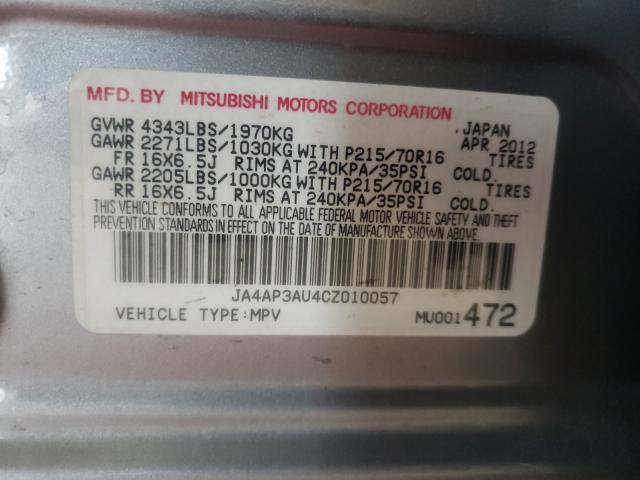 MFD. BY MITSUBISHI MOTORS CORPORATION
GVWR 4343LBS/1970KG JAPAN
GAWR 2271LBS/1030KG WITH P215/70R16 APR 2012
FR 16X6.5J RIMS AT 240KPA/35PSI TIRES COLD.
GAWR 2205LBS/1000KG WITH P215/70R16 TIRES
RR 16X6.5J RIMS AT 240KPA/35PSI COLD.
THIS VEHICLE CONFORMS TO ALL APPLICABLE FEDERAL MOTOR VEHICLE SAFETY AND THEFT
PREVENTION STANDARDS IN EFFECT ON THE DATE OF MANUFACTURE SHOWN ABOVE.
JA4AP3AU4CZ010057
VEHICLE TYPE:MPV MU001472